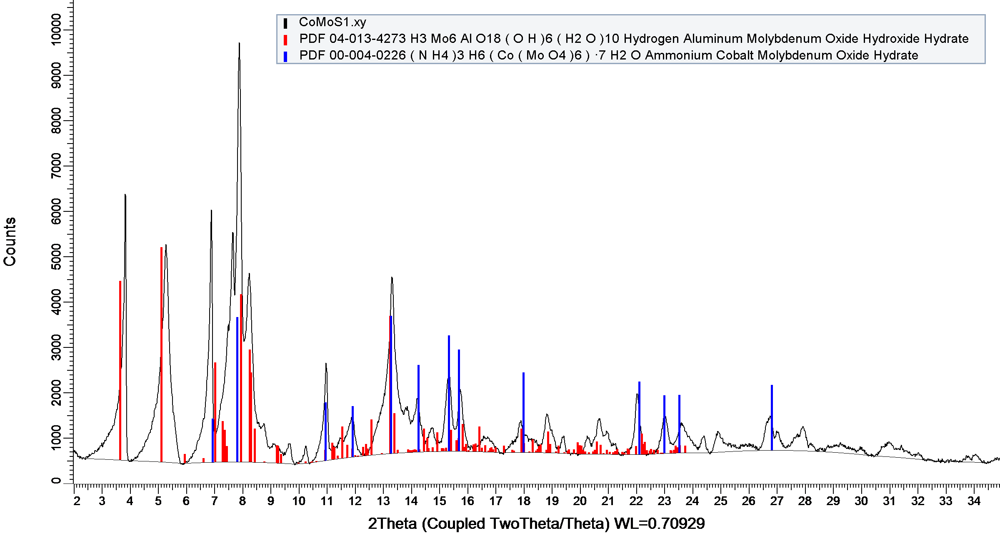 CoMoS1.xy
PDF 04-013-4273 H3 Mo6 Al O18 ( O H )6 ( H2 O )10 Hydrogen Aluminum Molybdenum Oxide Hydroxide Hydrate
PDF 00-004-0226 ( N H4 )3 H6 ( Co ( Mo O4 )6 ) ·7 H2 O Ammonium Cobalt Molybdenum Oxide Hydrate
Counts
10000
9000
8000
7000
6000
5000
4000
3000
2000
1000
0
2 3 4 5 6 7 8 9 10 11 12 13 14 15 16 17 18 19 20 21 22 23 24 25 26 27 28 29 30 31 32 33 34
2Theta (Coupled TwoTheta/Theta) WL=0.70929